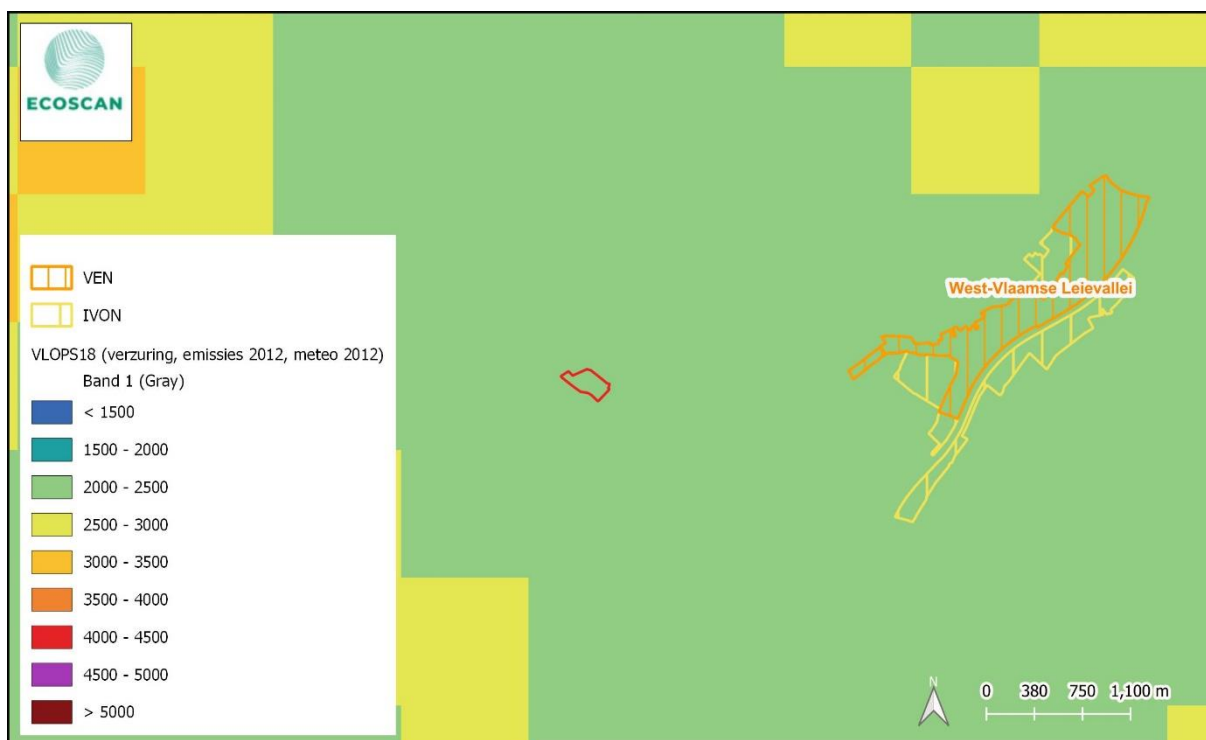 ECOSCAN
West-Vlaamse Leievallei
VEN
IVON
VLOPS18 (verzuring, emissies 2012, meteo 2012)
Band 1 (Gray)
< 1500
1500 - 2000
2000 - 2500
2500 - 3000
3000 - 3500
3500 - 4000
4000 - 4500
4500 - 5000
> 5000
N
0 380 750 1,100 m